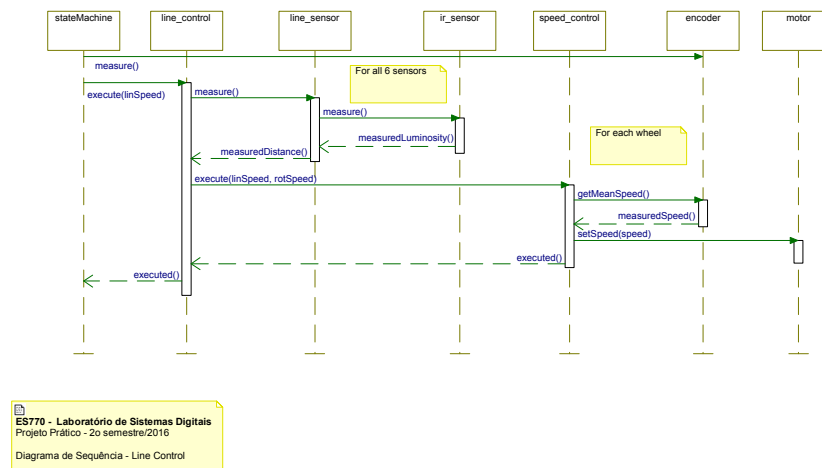 stateMachine
line_control
line_sensor
ir_sensor
speed_control
encoder
motor
measure()
For all 6 sensors
execute(linSpeed)
measure()
measure()
For each wheel
measuredLuminosity()
measuredDistance()
execute(linSpeed, rotSpeed)
getMeanSpeed()
measuredSpeed()
setSpeed(speed)
executed()
executed()
ES770 - Laboratório de Sistemas Digitais
Projeto Prático - 2o semestre/2016
Diagrama de Sequência - Line Control